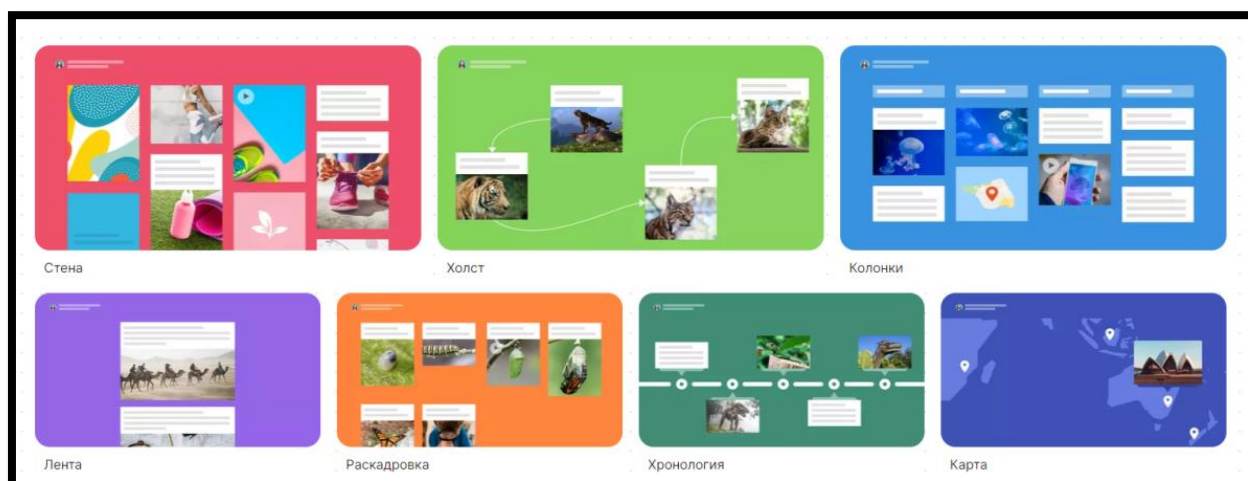 Стена
Холст
Колонки
Лента
Раскадровка
Хронология
Карта